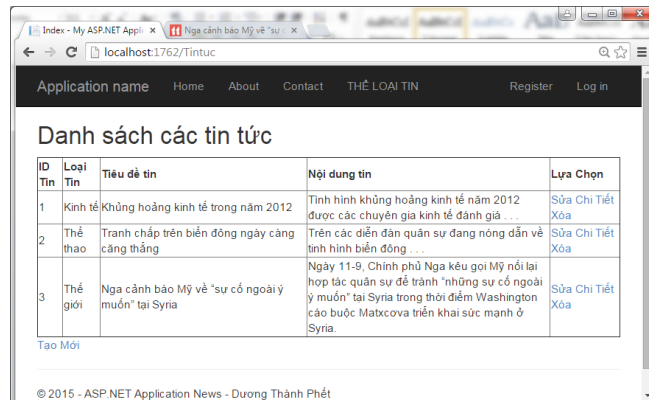 Index - My ASP.NET Appli
Nga cảnh báo Mỹ về "sự c
localhost:1762/Tintuc
Application name Home About Contact THỂ LOẠI TIN Register Log in
Danh sách các tin tức
ID Tin Loại Tin Tiêu đề tin Nội dung tin Lựa Chọn
1 Kinh tế Khủng hoảng kinh tế trong năm 2012 Tình hình khủng hoảng kinh tế năm 2012 Sửa Chi Tiết
được các chuyên gia kinh tế đánh giá . . . Xóa
2 Thể thao Tranh chấp trên biển đông ngày càng Trên các diễn đàn quân sự đang nóng dần về Sửa Chi Tiết
căng thẳng tình hình biển đông . . . Xóa
3 Thế giới Nga cảnh báo Mỹ về "sự cố ngoài ý muốn" tại Syria
Ngày 11-9, Chính phủ Nga kêu gọi Mỹ nối lại
hợp tác quân sự để tránh "những sự cố ngoài
ý muốn" tại Syria trong thời điểm Washington
cáo buộc Matxcova triển khai sức mạnh ở
Syria.
Sửa Chi Tiết
Xóa
Tạo Mới
© 2015 - ASP.NET Application News - Dương Thành Phết